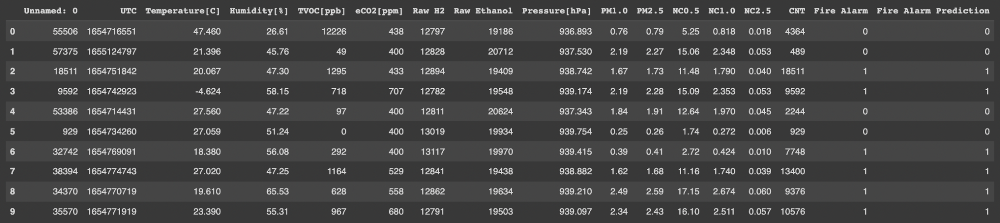 Unnamed: 0 UTC Temperature[C] Humidity[%] TVOC[ppb] eCO2[ppm] Raw H2 Raw Ethanol Pressure[hPa] PM1.0 PM2.5 NC0.5 NC1.0 NC2.5 CNT Fire Alarm Fire Alarm Prediction
0 55506 1654716551 47.460 26.61 12226 438 12797 19186 936.893 0.76 0.79 5.25 0.818 0.018 4364 0 0
1 57375 1655124797 21.396 45.76 49 400 12828 20712 937.530 2.19 2.27 15.06 2.348 0.053 489 0 0
2 18511 1654751842 20.067 47.30 1295 433 12894 19409 938.742 1.67 1.73 11.48 1.790 0.040 18511 1 1
3 9592 1654742923 -4.624 58.15 718 707 12782 19548 939.174 2.19 2.28 15.09 2.353 0.053 9592 1 1
4 53386 1654714431 27.560 47.22 97 400 12811 20624 937.343 1.84 1.91 12.64 1.970 0.045 2244 0 0
5 929 1654734260 27.059 51.24 0 400 13019 19934 939.754 0.25 0.26 1.74 0.272 0.006 929 0 0
6 32742 1654769091 18.380 56.08 292 400 13117 19970 939.415 0.39 0.41 2.72 0.424 0.010 7748 1 1
7 38394 1654774743 27.020 47.25 1164 529 12841 19438 938.882 1.62 1.68 11.16 1.740 0.039 13400 1 1
8 34370 1654770719 19.610 65.53 628 558 12862 19634 939.210 2.49 2.59 17.15 2.674 0.060 9376 1 1
9 35570 1654771919 23.390 55.31 967 680 12791 19503 939.097 2.34 2.43 16.10 2.511 0.057 10576 1 1